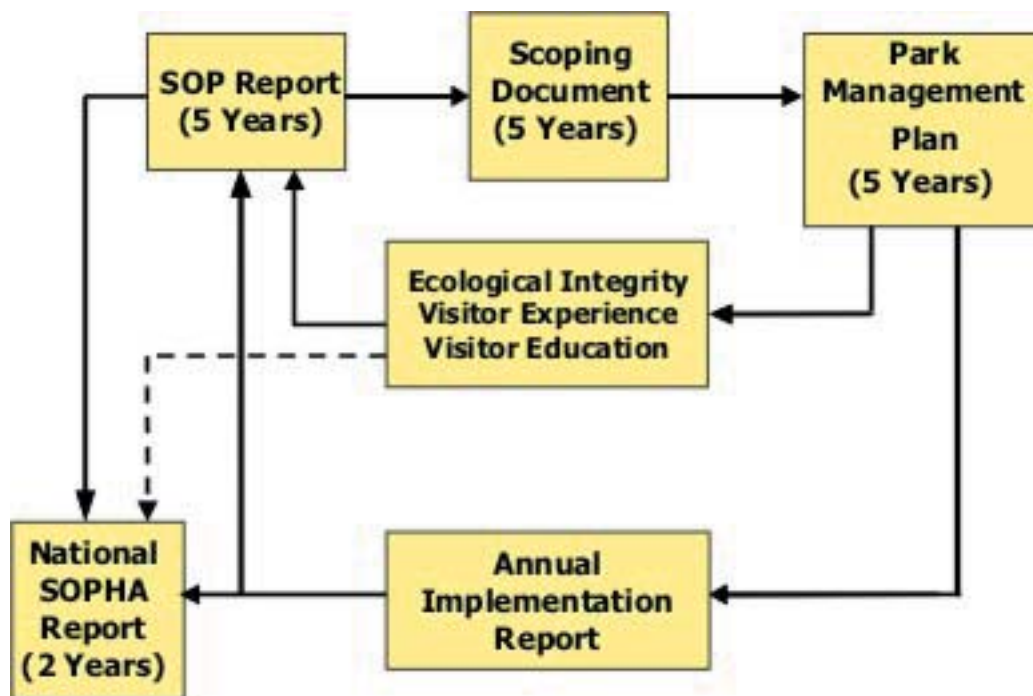 SOP Report
(5 Years)
Scoping
Document
(5 Years)
Park
Management
Plan
(5 Years)
Ecological Integrity
Visitor Experience
Visitor Education
National
SOPHA
Report
(2 Years)
Annual
Implementation
Report